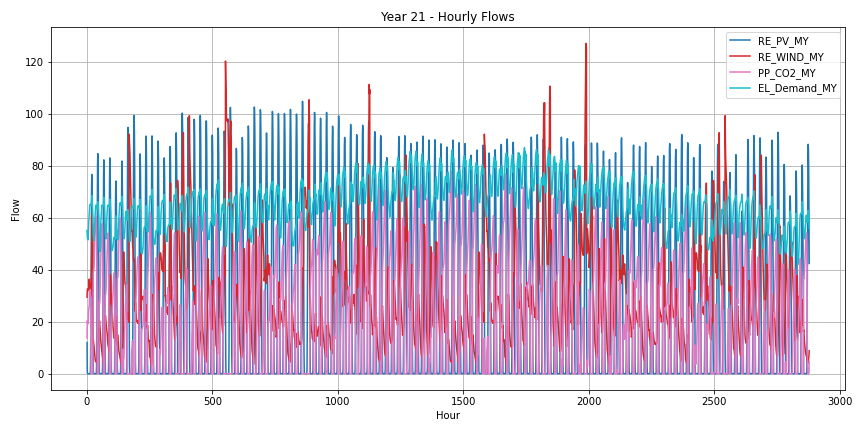 Year 21 - Hourly Flows
RE_PV_MY
RE_WIND_MY
PP_CO2_MY
EL_Demand_MY
Flow
120
100
80
60
40
20
0
0 500 1000 1500 2000 2500 3000
Hour